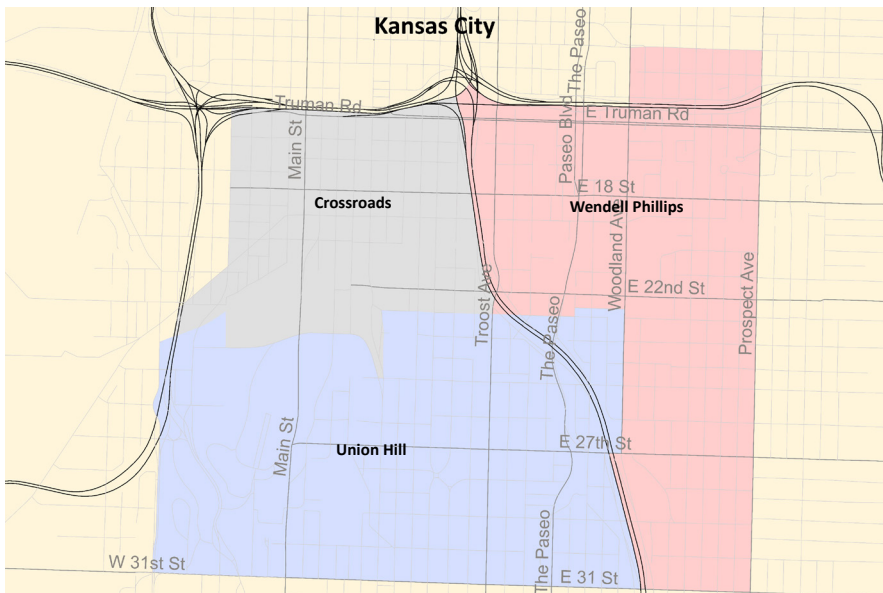 Kansas City
The Paseo
Truman Rd
E Truman Rd
Main St
Paseo Blvd
E 18 St
Crossroads
Wendell Phillips
Woodland Ave
E 22nd St
Troost Ave
Prospect Ave
The Paseo
Main St
E 27th St
Union Hill
The Paseo
W 31st St
E 31 St